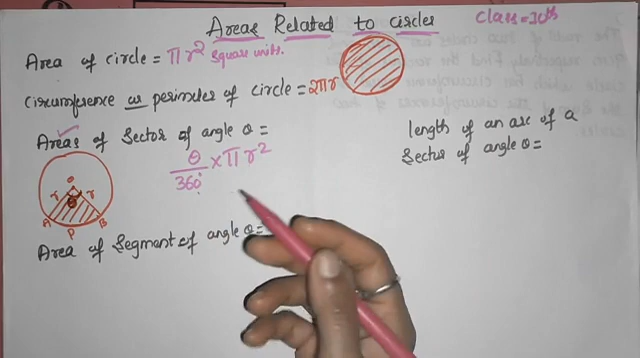 Areas Related to circles
Class=10th
Area of circle = πr² square units.
circumference or perimeter of circle = 2πr
Areas of Sector of angle θ =
θ/360° × πr²
length of an arc of a
Sector of angle θ =
O
r r
θ
A B
P
Area of Segment of angle θ =